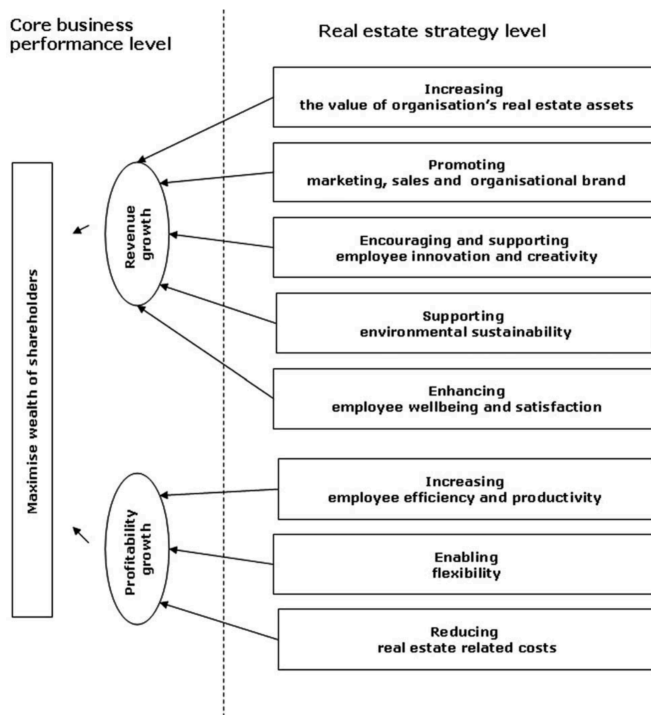 Core business
performance level
Real estate strategy level
Increasing
the value of organisation's real estate assets
Promoting
marketing, sales and organisational brand
Encouraging and supporting
employee innovation and creativity
Supporting
environmental sustainability
Enhancing
employee wellbeing and satisfaction
Increasing
employee efficiency and productivity
Enabling
flexibility
Reducing
real estate related costs
Revenue
growth
Profitability
growth
Maximise wealth of shareholders